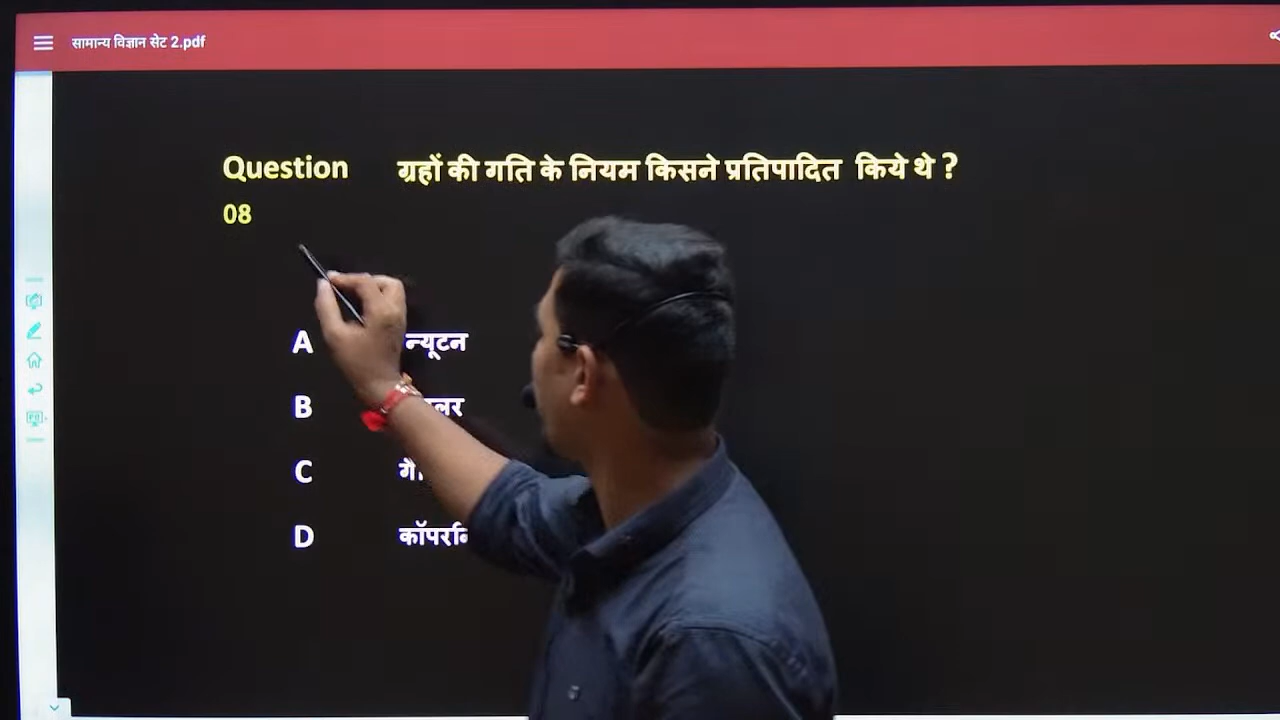 सामान्य विज्ञान सेट 2.pdf
Question ग्रहों की गति के नियम किसने प्रतिपादित किये थे ?
08
A न्यूटन
B
C
D